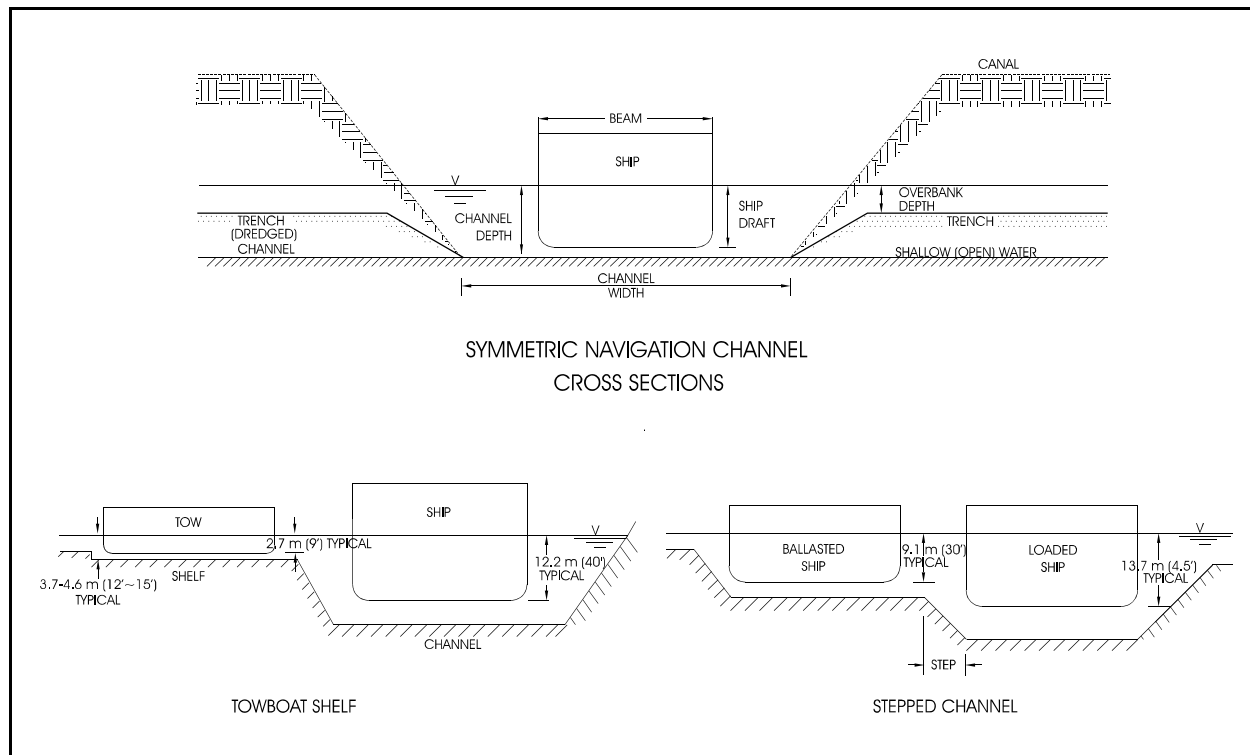 CANAL
BEAM
SHIP
V
CHANNEL
DEPTH
SHIP
DRAFT
OVERBANK
DEPTH
TRENCH
(DREDGED)
CHANNEL
TRENCH
SHALLOW (OPEN) WATER
CHANNEL
WIDTH
SYMMETRIC NAVIGATION CHANNEL
CROSS SECTIONS
TOW
SHIP
V
2.7 m (9') TYPICAL
12.2 m (40')
TYPICAL
SHELF
3.7-4.6 m (12'~15')
TYPICAL
CHANNEL
TOWBOAT SHELF
BALLASTED
SHIP
9.1 m (30')
TYPICAL
LOADED
SHIP
V
13.7 m (4.5')
TYPICAL
STEP
STEPPED CHANNEL